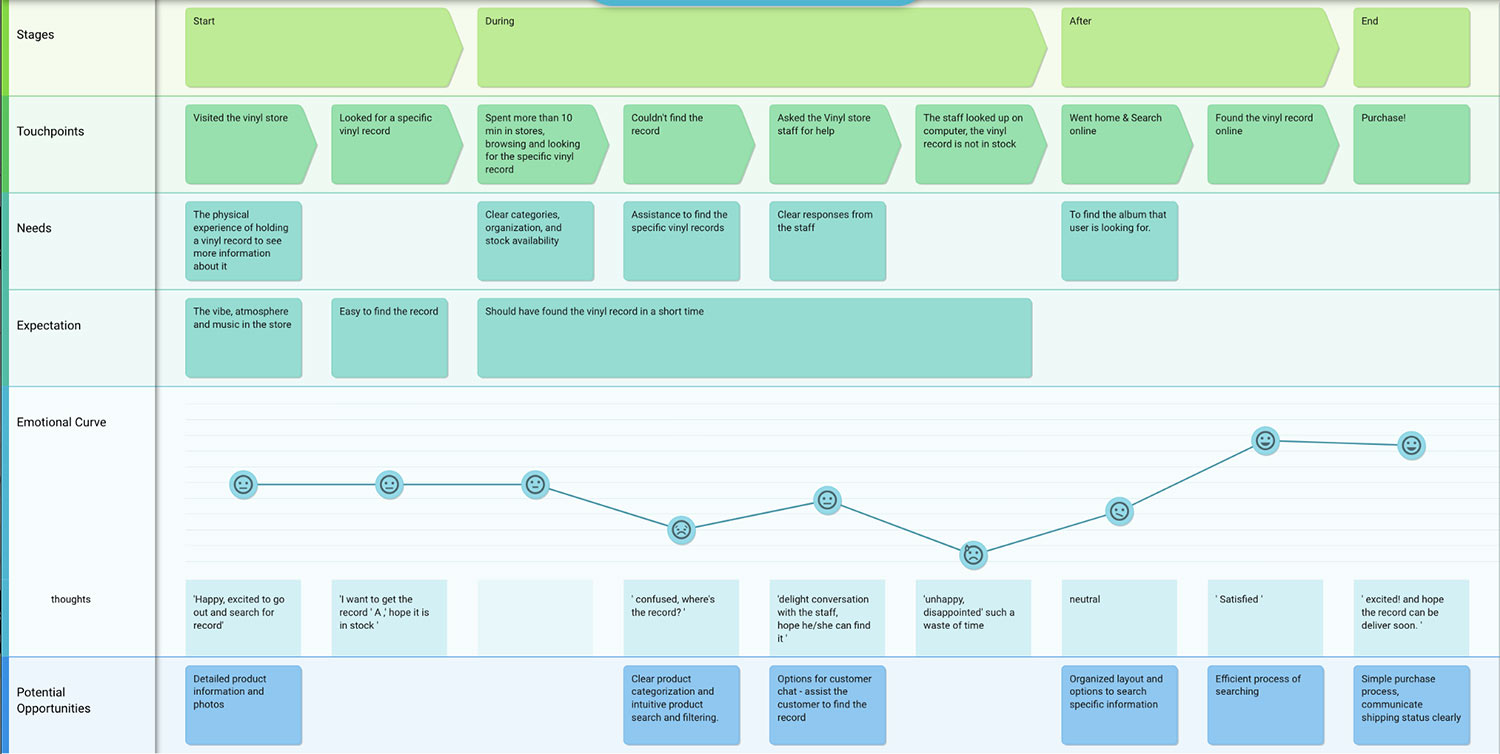 Stages
Start
During
After
End
Touchpoints
Visited the vinyl store
Looked for a specific
vinyl record
Spent more than 10
min in stores,
browsing and looking
for the specific vinyl
record
Couldn't find the
record
Asked the Vinyl store
staff for help
The staff looked up on
computer, the vinyl
record is not in stock
Went home & Search
online
Found the vinyl record
online
Purchase!
Needs
The physical
experience of holding
a vinyl record to see
more information
about it
Clear categories,
organization, and
stock availability
Assistance to find the
specific vinyl records
Clear responses from
the staff
To find the album that
user is looking for.
Expectation
The vibe, atmosphere
and music in the store
Easy to find the record
Should have found the vinyl record in a short time
Emotional Curve
thoughts
'Happy, excited to go
out and search for
record'
'I want to get the
record ' A ,' hope it is
in stock '
' confused, where's
the record? '
'delight conversation
with the staff,
hope he/she can find
it '
'unhappy,
disappointed' such a
waste of time
neutral
' Satisfied '
' excited! and hope
the record can be
deliver soon. '
Potential
Opportunities
Detailed product
information and
photos
Clear product
categorization and
intuitive product
search and filtering.
Options for customer
chat - assist the
customer to find the
record
Organized layout and
options to search
specific information
Efficient process of
searching
Simple purchase
process,
communicate
shipping status clearly